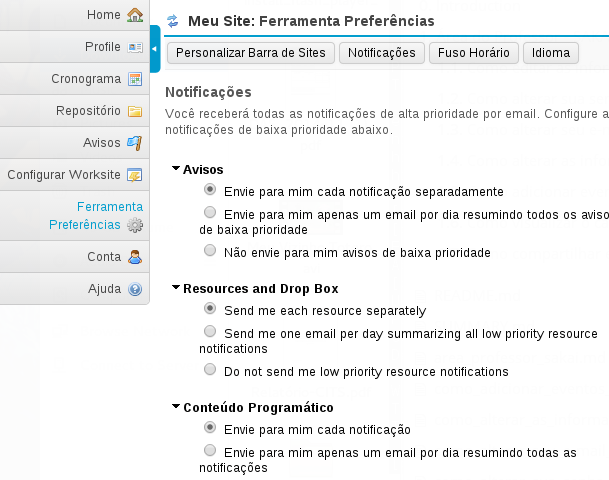 Home
Profile
Cronograma
Repositório
Avisos
Configurar Worksite
Ferramenta
Preferências
Conta
Ajuda
Meu Site: Ferramenta Preferências
Personalizar Barra de Sites
Notificações
Fuso Horário
Idioma
Notificações
Você receberá todas as notificações de alta prioridade por email. Configure a
notificações de baixa prioridade abaixo.
Avisos
Envie para mim cada notificação separadamente
Envie para mim apenas um email por dia resumindo todos os aviso
de baixa prioridade
Não envie para mim avisos de baixa prioridade
Resources and Drop Box
Send me each resource separately
Send me one email per day summarizing all low priority resource
notifications
Do not send me low priority resource notifications
Conteúdo Programático
Envie para mim cada notificação
Envie para mim apenas um email por dia resumindo todas as
notificações